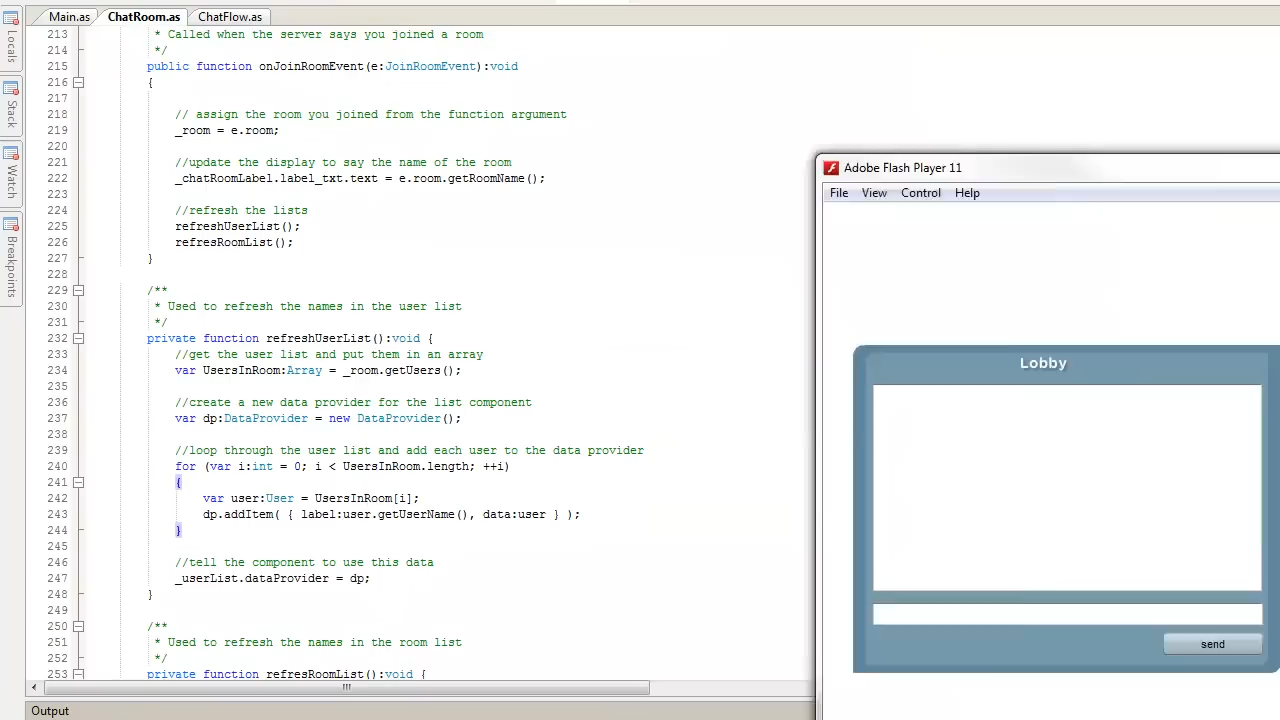 Main.as ChatRoom.as ChatFlow.as
Locals
Stack
Watch
Breakpoints
213 * Called when the server says you joined a room
214 */
215 public function onJoinRoomEvent(e:JoinRoomEvent):void
216 {
217
218 // assign the room you joined from the function argument
219 _room = e.room;
220
221 //update the display to say the name of the room
222 _chatRoomLabel.label_txt.text = e.room.getRoomName();
223
224 //refresh the lists
225 refreshUserList();
226 refresRoomList();
227 }
228
229 /**
230 * Used to refresh the names in the user list
231 */
232 private function refreshUserList():void {
233 //get the user list and put them in an array
234 var UsersInRoom:Array = _room.getUsers();
235
236 //create a new data provider for the list component
237 var dp:DataProvider = new DataProvider();
238
239 //loop through the user list and add each user to the data provider
240 for (var i:int = 0; i < UsersInRoom.length; ++i)
241 {
242 var user:User = UsersInRoom[i];
243 dp.addItem( { label:user.getUserName(), data:user } );
244 }
245
246 //tell the component to use this data
247 _userList.dataProvider = dp;
248 }
249
250 /**
251 * Used to refresh the names in the room list
252 */
253 private function refresRoomList():void {
Output
Adobe Flash Player 11
File View Control Help
Lobby
send